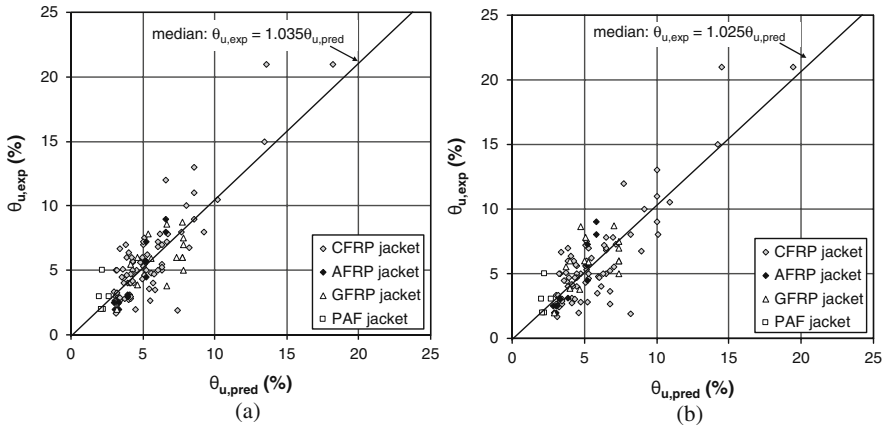 25
20
15
10
5
0
0
5
10
15
20
25
θu,exp (%)
θu,pred (%)
median: θu,exp = 1.035θu,pred
CFRP jacket
AFRP jacket
GFRP jacket
PAF jacket
(a)
25
20
15
10
5
0
0
5
10
15
20
25
θu,exp (%)
θu,pred (%)
median: θu,exp = 1.025θu,pred
CFRP jacket
AFRP jacket
GFRP jacket
PAF jacket
(b)